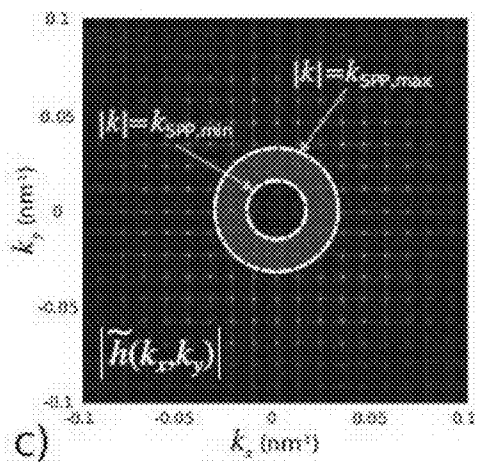 0.1
|k|=k_SPP,max
0.05
|k|=k_SPP,min
0
k_y (nm⁻¹)
-0.05
|h̃(k_x,k_y)|
-0.1
-0.1 -0.05 0 0.05 0.1
c)
k_x (nm⁻¹)